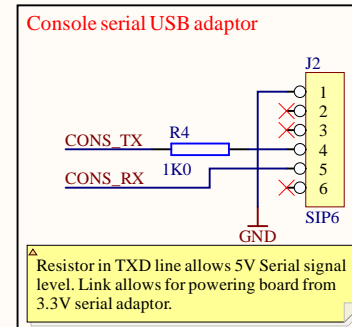 Console serial USB adaptor
J2
1
2
3
CONS_TX
R4
4
1K0
5
CONS_RX
6
SIP6
GND
Resistor in TXD line allows 5V Serial signal
level. Link allows for powering board from
3.3V serial adaptor.